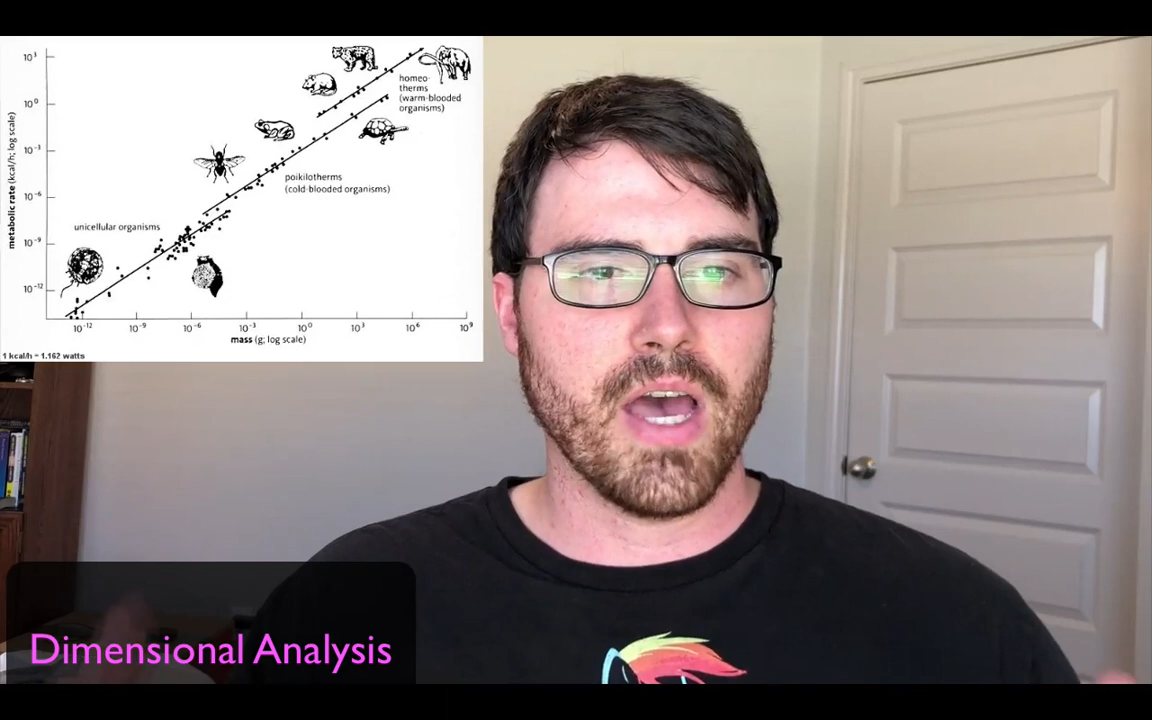 10³
10⁰
10⁻³
10⁻⁶
10⁻⁹
10⁻¹²
metabolic rate (kcal/h; log scale)
homeo-
therms
(warm-blooded
organisms)
poikilotherms
(cold-blooded organisms)
unicellular organisms
10⁻¹² 10⁻⁹ 10⁻⁶ 10⁻³ 10⁰ 10³ 10⁶ 10⁹
mass (g; log scale)
1 kcal/h = 1.162 watts
Dimensional Analysis